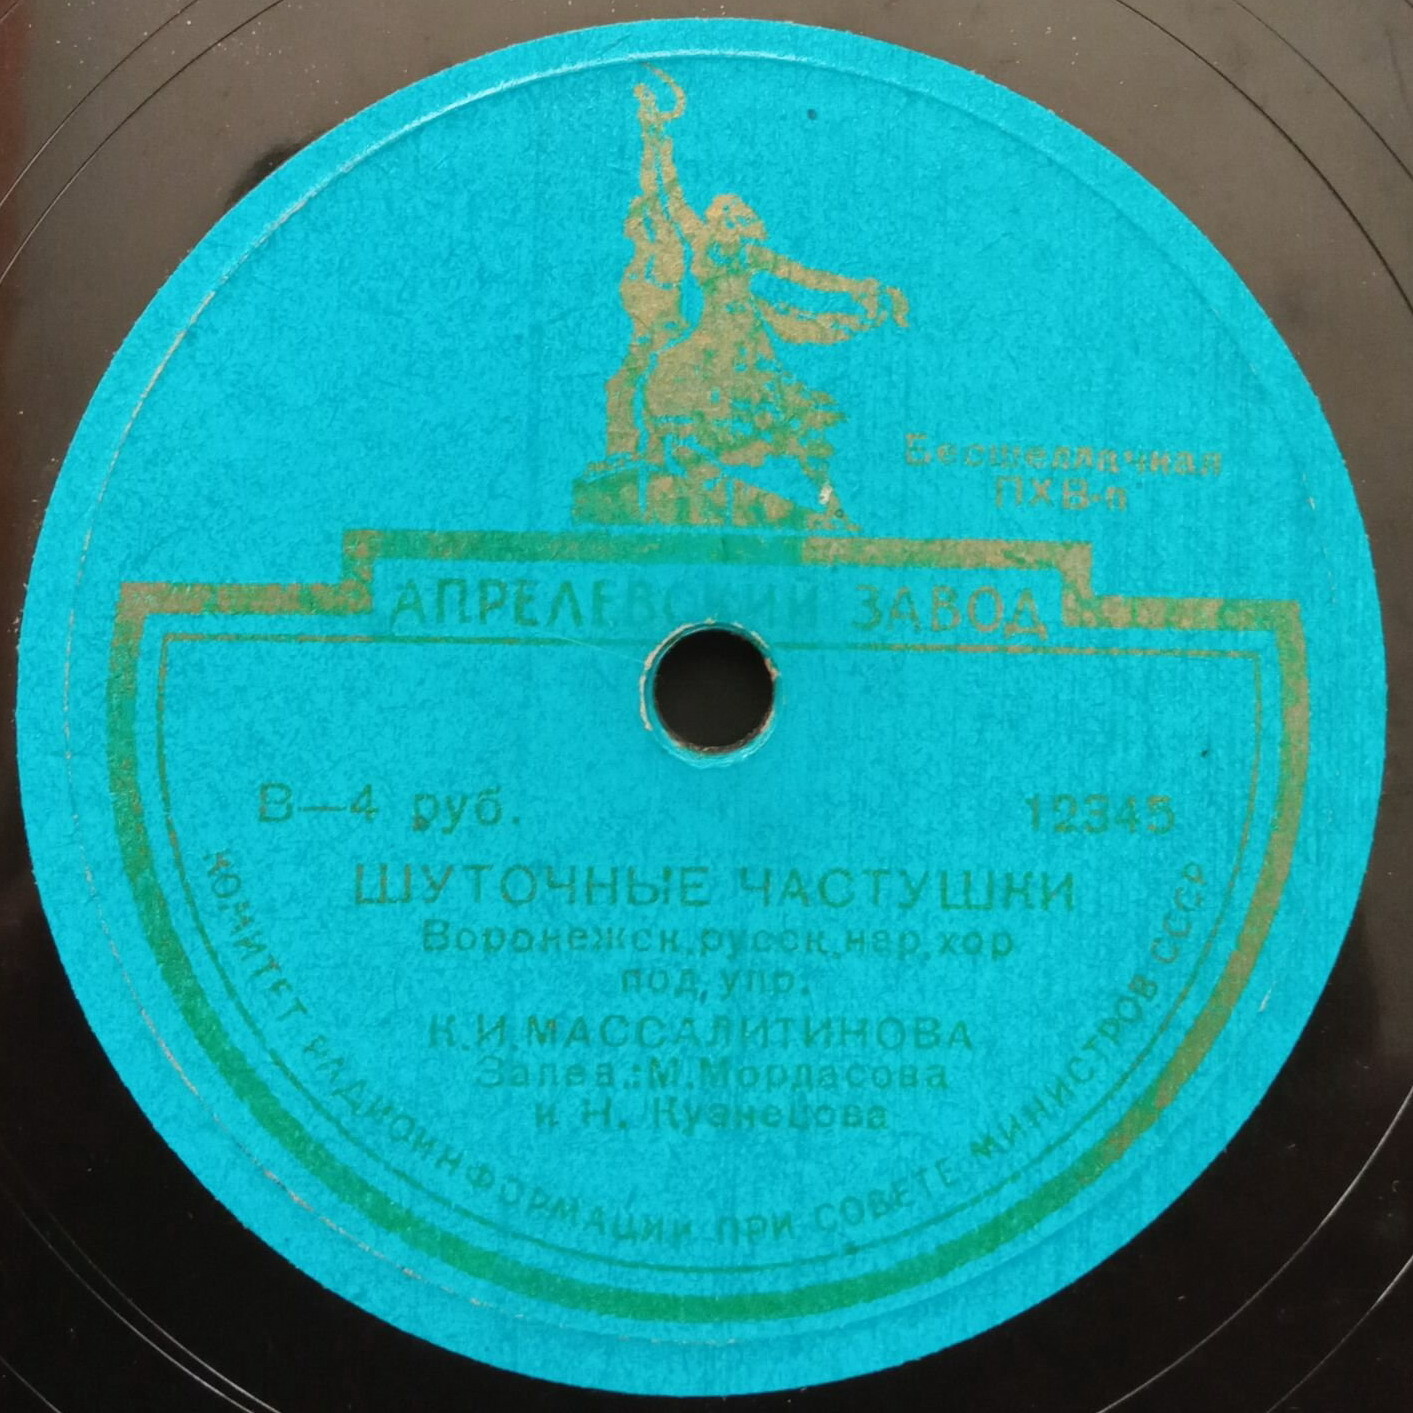 Бесшеллачная
ПХВ-п
АПРЕЛЕВСКИЙ ЗАВОД
В—4 руб.
12345
ШУТОЧНЫЕ ЧАСТУШКИ
Воронежск.русск.нар.хор
под упр.
К.И.МАССАЛИТИНОВА
Запев.:М.Мордасова
и Н. Кузнецова
КОМИТЕТ РАДИОИНФОРМАЦИИ ПРИ СОВЕТЕ МИНИСТРОВ СССР